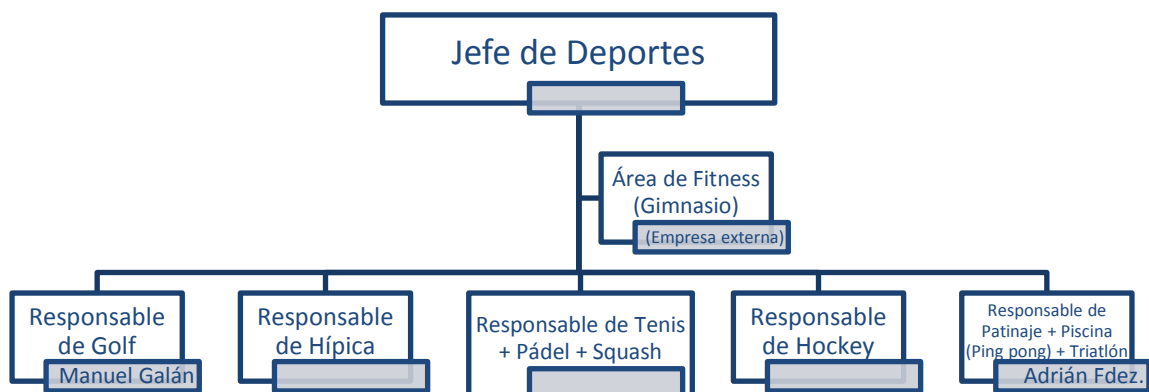 Jefe de Deportes
Área de Fitness
(Gimnasio)
(Empresa externa)
Responsable
de Golf
Manuel Galán
Responsable
de Hípica
Responsable de Tenis
+ Pádel + Squash
Responsable
de Hockey
Responsable de
Patinaje + Piscina
(Ping pong) + Triatlón
Adrián Fdez.